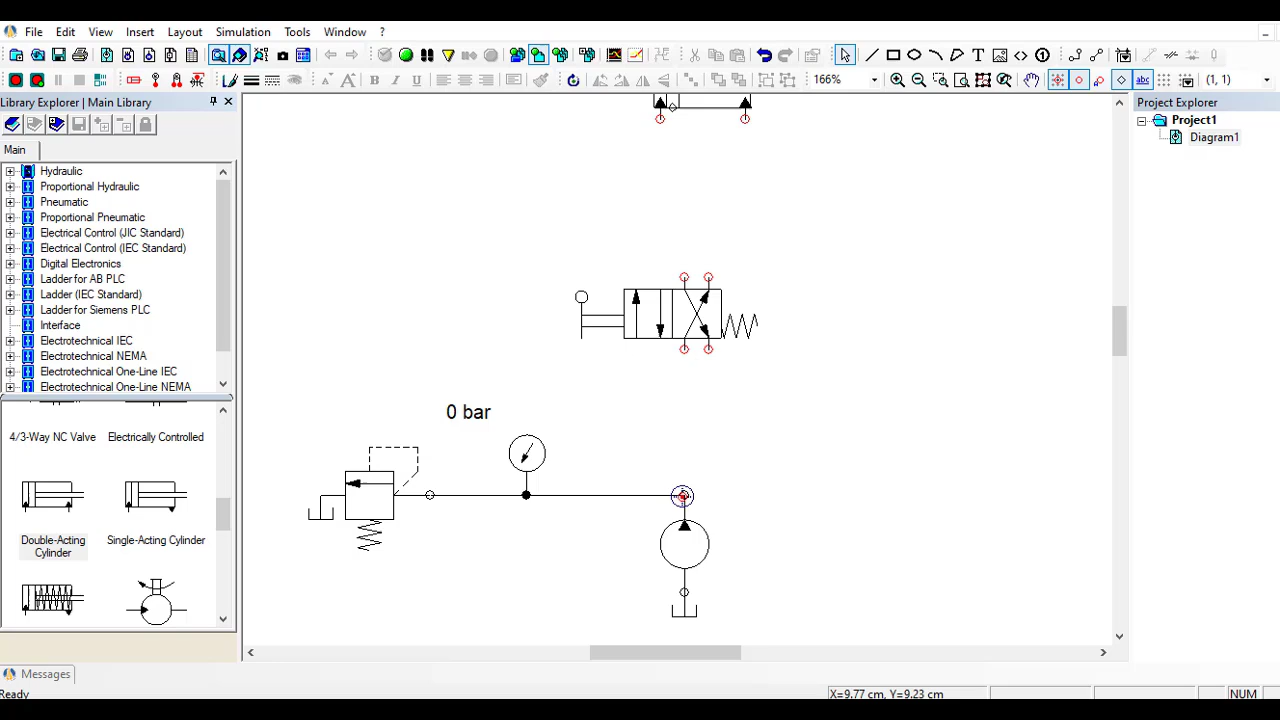 File Edit View Insert Layout Simulation Tools Window ?
166% (1, 1)
Library Explorer | Main Library
Project Explorer
Main
Project1
Diagram1
Hydraulic
Proportional Hydraulic
Pneumatic
Proportional Pneumatic
Electrical Control (JIC Standard)
Electrical Control (IEC Standard)
Digital Electronics
Ladder for AB PLC
Ladder (IEC Standard)
Ladder for Siemens PLC
Interface
Electrotechnical IEC
Electrotechnical NEMA
Electrotechnical One-Line IEC
Electrotechnical One-Line NEMA
0 bar
4/3-Way NC Valve Electrically Controlled
Double-Acting Cylinder Single-Acting Cylinder
Messages
Ready X=9.77 cm, Y=9.23 cm NUM